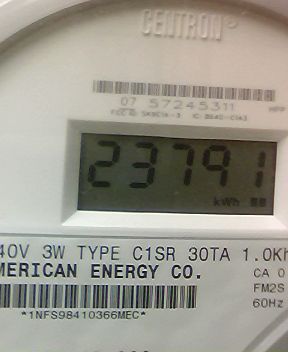 CENTRON®
07 57245311
23791
kWh
40V 3W TYPE C1SR 30TA 1.0Kh
MERICAN ENERGY CO.
CA 0
FM2S
60Hz
*1NFS98410366MEC*